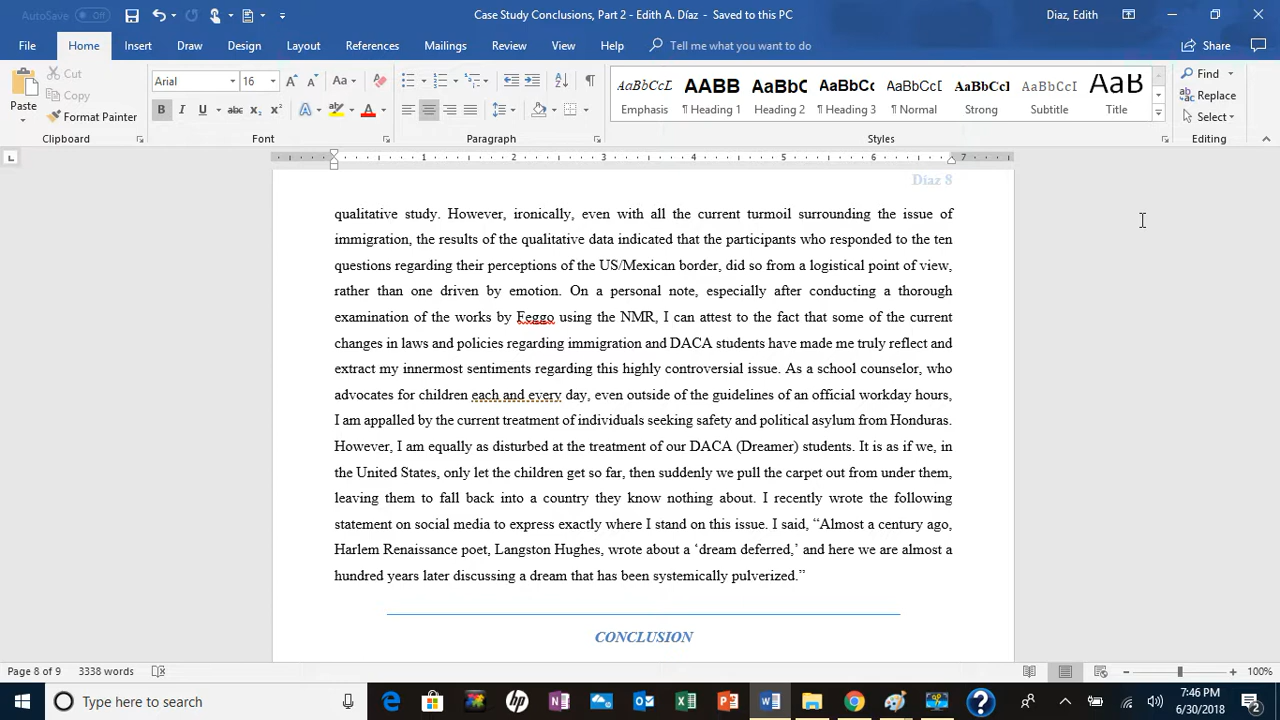 AutoSave Off
Case Study Conclusions, Part 2 - Edith A. Díaz - Saved to this PC
Diaz, Edith
File Home Insert Draw Design Layout References Mailings Review View Help Tell me what you want to do Share
Paste
Cut
Copy
Format Painter
Clipboard
Arial 16
Font
Paragraph
AaBbCcL AABB AaBbC AaBbCc AaBbCcI AaBbCc AaBbCcI AaB
Emphasis ¶ Heading 1 Heading 2 ¶ Heading 3 ¶ Normal Strong Subtitle Title
Styles
Find
Replace
Select
Editing
1 2 3 4 5 6 7
Díaz 8
qualitative study. However, ironically, even with all the current turmoil surrounding the issue of
immigration, the results of the qualitative data indicated that the participants who responded to the ten
questions regarding their perceptions of the US/Mexican border, did so from a logistical point of view,
rather than one driven by emotion. On a personal note, especially after conducting a thorough
examination of the works by Feggo using the NMR, I can attest to the fact that some of the current
changes in laws and policies regarding immigration and DACA students have made me truly reflect and
extract my innermost sentiments regarding this highly controversial issue. As a school counselor, who
advocates for children each and every day, even outside of the guidelines of an official workday hours,
I am appalled by the current treatment of individuals seeking safety and political asylum from Honduras.
However, I am equally as disturbed at the treatment of our DACA (Dreamer) students. It is as if we, in
the United States, only let the children get so far, then suddenly we pull the carpet out from under them,
leaving them to fall back into a country they know nothing about. I recently wrote the following
statement on social media to express exactly where I stand on this issue. I said, “Almost a century ago,
Harlem Renaissance poet, Langston Hughes, wrote about a ‘dream deferred,’ and here we are almost a
hundred years later discussing a dream that has been systemically pulverized.”
CONCLUSION
Page 8 of 9 3338 words 100%
Type here to search
7:46 PM
6/30/2018
2